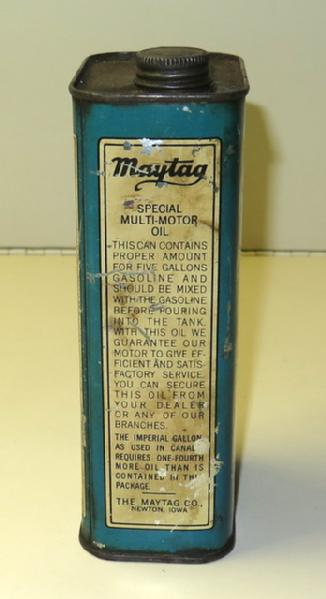 Maytag
SPECIAL
MULTI-MOTOR
OIL
THIS CAN CONTAINS
PROPER AMOUNT
FOR FIVE GALLONS
GASOLINE AND
SHOULD BE MIXED
WITH THE GASOLINE
BEFORE POURING
INTO THE TANK.
WITH THIS OIL WE
GUARANTEE OUR
MOTOR TO GIVE EF-
FICIENT AND SATIS-
FACTORY SERVICE.
YOU CAN SECURE
THIS OIL FROM
YOUR DEALER
OR ANY OF OUR
BRANCHES.
THE IMPERIAL GALLON,
AS USED IN CANADA
REQUIRES ONE-FOURTH
MORE OIL THAN IS
CONTAINED IN THE
PACKAGE.
THE MAYTAG CO.,
NEWTON, IOWA